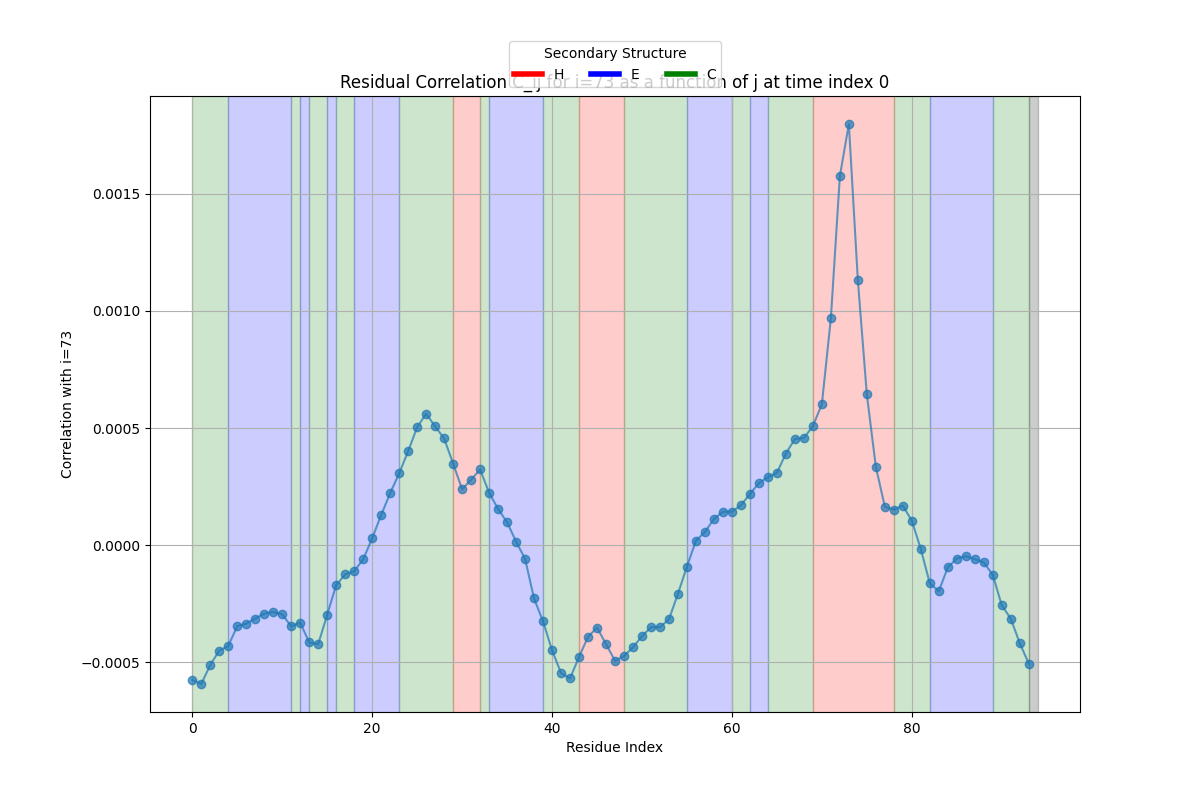 Secondary Structure
H E C
Residual Correlation C_ij for i=73 as a function of j at time index 0
0.0015
0.0010
0.0005
0.0000
−0.0005
Correlation with i=73
0 20 40 60 80
Residue Index